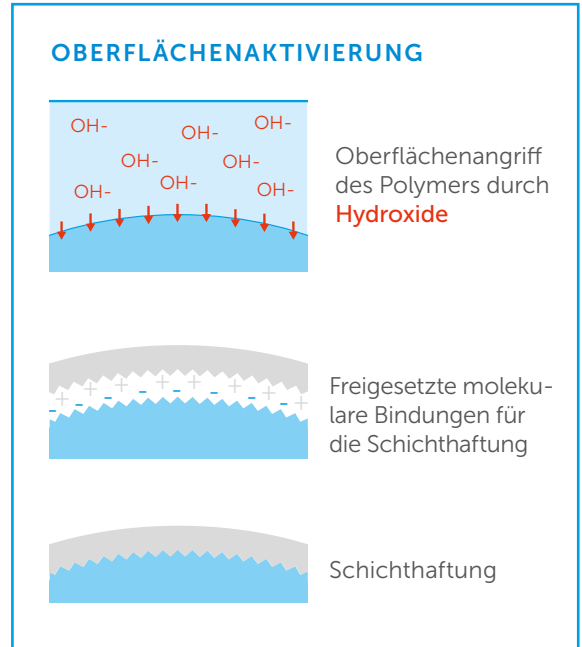 OBERFLÄCHENAKTIVIERUNG
OH-
OH-
OH-
OH-
OH-
OH-
OH-
OH-
Oberflächenangriff
des Polymers durch
Hydroxide
Freigesetzte moleku-
lare Bindungen für
die Schichthaftung
Schichthaftung